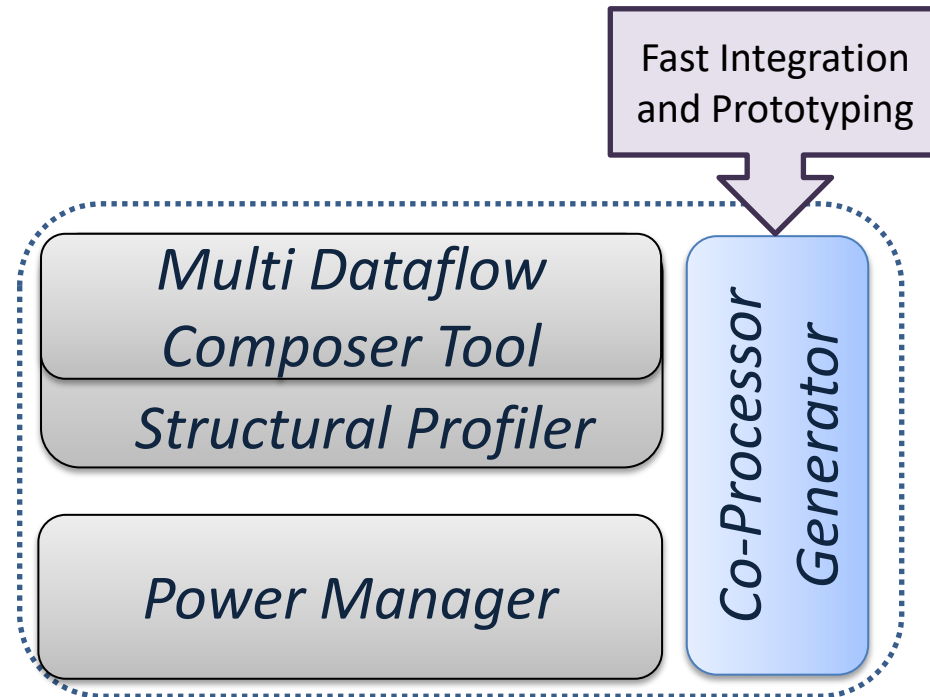 Fast Integration
and Prototyping
Multi Dataflow
Composer Tool
Structural Profiler
Power Manager
Co-Processor
Generator